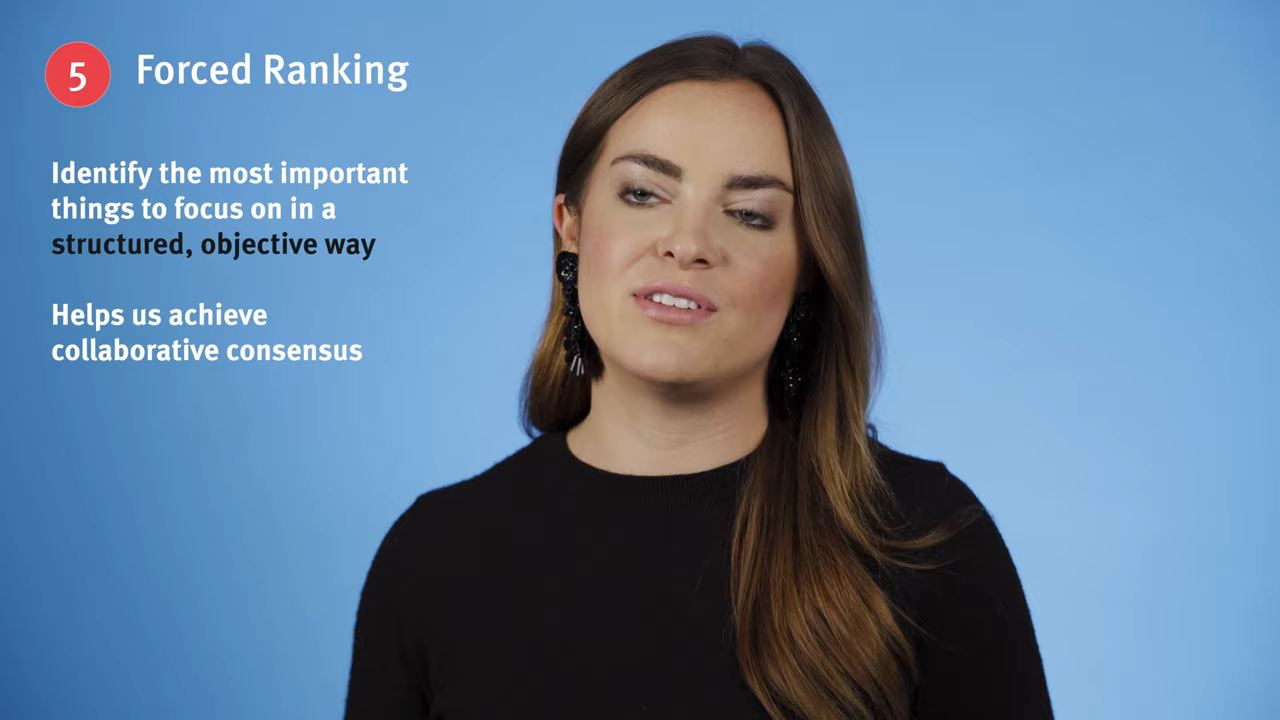 5 Forced Ranking
Identify the most important
things to focus on in a
structured, objective way
Helps us achieve
collaborative consensus